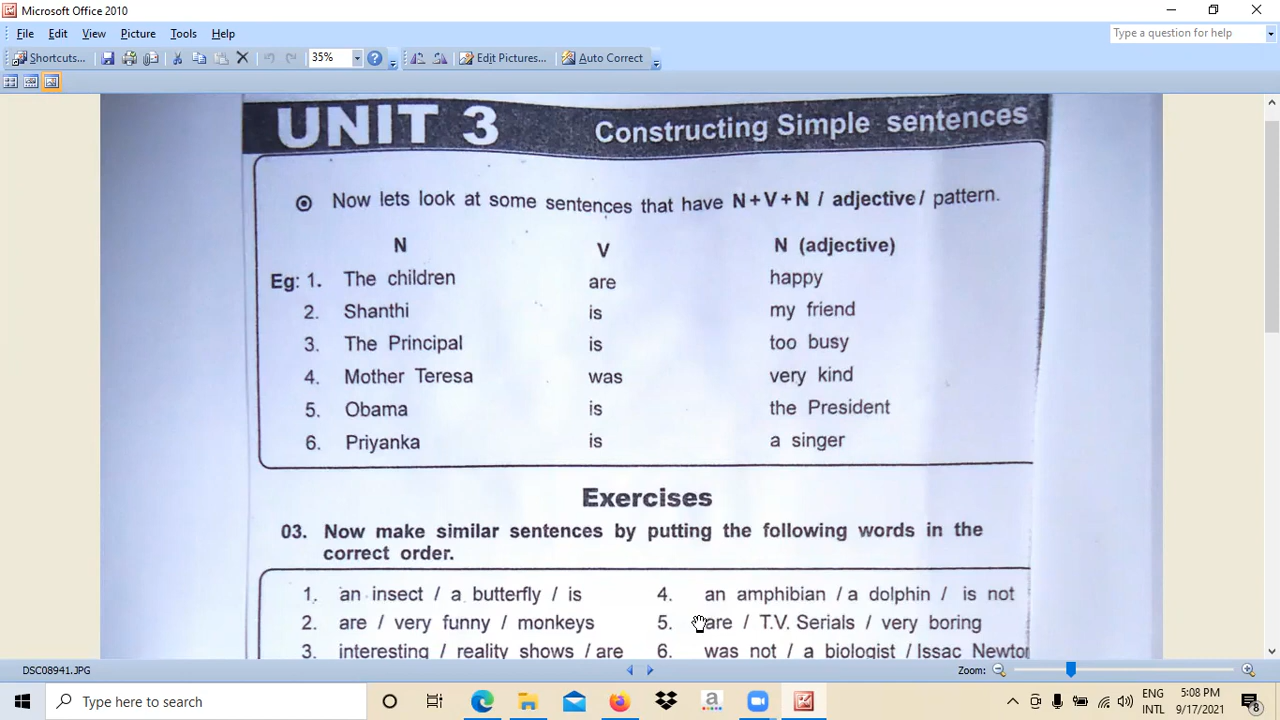 Microsoft Office 2010
File Edit View Picture Tools Help
Type a question for help
Shortcuts... 35% Edit Pictures... Auto Correct
UNIT 3 Constructing Simple sentences
Now lets look at some sentences that have N+V+N / adjective / pattern.
N V N (adjective)
Eg: 1. The children are happy
2. Shanthi is my friend
3. The Principal is too busy
4. Mother Teresa was very kind
5. Obama is the President
6. Priyanka is a singer
Exercises
03. Now make similar sentences by putting the following words in the
correct order.
1. an insect / a butterfly / is
2. are / very funny / monkeys
3. interesting / reality shows / are
4. an amphibian / a dolphin / is not
5. are / T.V. Serials / very boring
6. was not / a biologist / Issac Newton
DSC08941.JPG
Zoom:
Type here to search
ENG
INTL
5:08 PM
9/17/2021
8